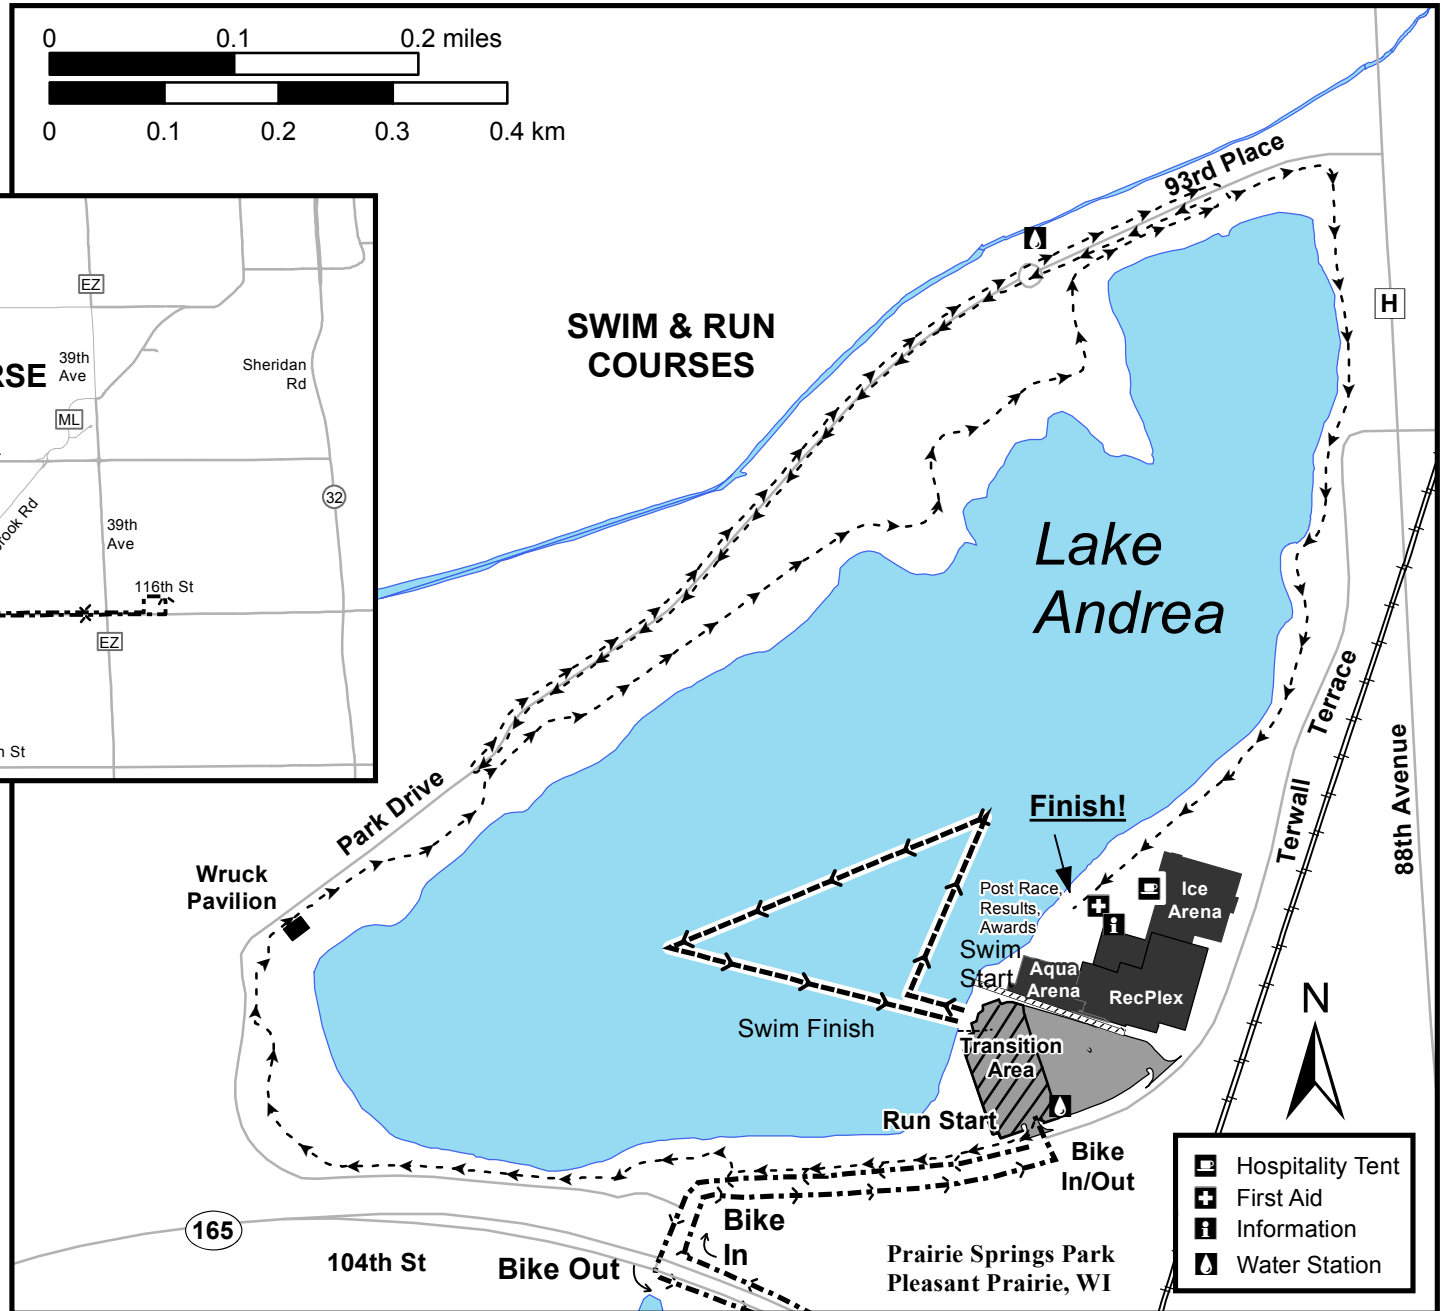 0 0.1 0.2 miles
0 0.1 0.2 0.3 0.4 km
93rd Place
EZ
H
SWIM & RUN
COURSES
39th
Ave
Sheridan
Rd
RSE
ML
32
rook Rd
39th
Ave
Lake
Andrea
116th St
EZ
Terwall Terrace
88th Avenue
h St
Park Drive
Finish!
Wruck
Pavilion
Post Race,
Results,
Awards
Ice
Arena
Swim
Start
Aqua
Arena
RecPlex
N
Swim Finish
Transition
Area
Run Start
Bike
In/Out
Hospitality Tent
First Aid
Information
Water Station
165
104th St
Bike
In
Bike Out
Prairie Springs Park
Pleasant Prairie, WI